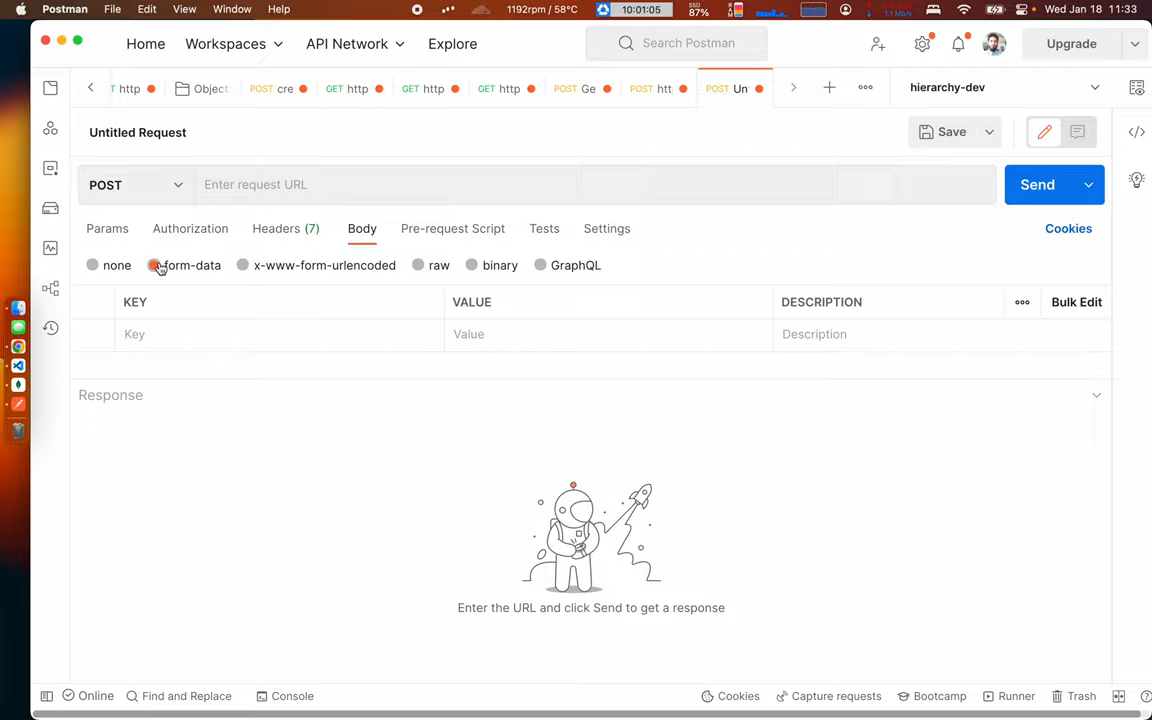 Postman File Edit View Window Help 1192rpm / 58°C 10:01:05 SSD 87% 1.1 Mb/s Wed Jan 18 11:33
Home Workspaces API Network Explore Search Postman Upgrade
T http Object POST cre GET http GET http GET http POST Ge POST htt POST Un hierarchy-dev
Untitled Request Save
POST Enter request URL Send
Params Authorization Headers (7) Body Pre-request Script Tests Settings Cookies
none form-data x-www-form-urlencoded raw binary GraphQL
KEY VALUE DESCRIPTION Bulk Edit
Key Value Description
Response
Enter the URL and click Send to get a response
Online Find and Replace Console Cookies Capture requests Bootcamp Runner Trash